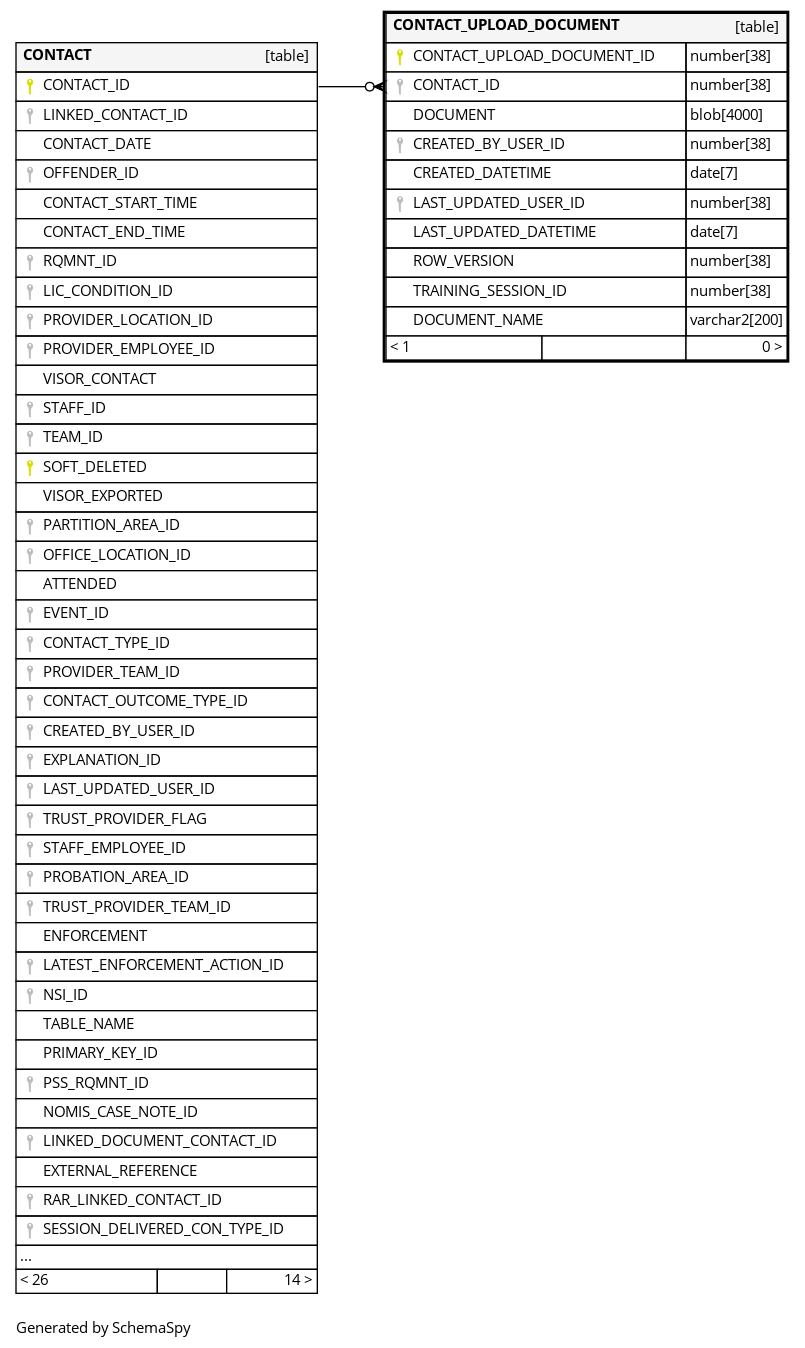 CONTACT [table]
CONTACT_ID
LINKED_CONTACT_ID
CONTACT_DATE
OFFENDER_ID
CONTACT_START_TIME
CONTACT_END_TIME
RQMNT_ID
LIC_CONDITION_ID
PROVIDER_LOCATION_ID
PROVIDER_EMPLOYEE_ID
VISOR_CONTACT
STAFF_ID
TEAM_ID
SOFT_DELETED
VISOR_EXPORTED
PARTITION_AREA_ID
OFFICE_LOCATION_ID
ATTENDED
EVENT_ID
CONTACT_TYPE_ID
PROVIDER_TEAM_ID
CONTACT_OUTCOME_TYPE_ID
CREATED_BY_USER_ID
EXPLANATION_ID
LAST_UPDATED_USER_ID
TRUST_PROVIDER_FLAG
STAFF_EMPLOYEE_ID
PROBATION_AREA_ID
TRUST_PROVIDER_TEAM_ID
ENFORCEMENT
LATEST_ENFORCEMENT_ACTION_ID
NSI_ID
TABLE_NAME
PRIMARY_KEY_ID
PSS_RQMNT_ID
NOMIS_CASE_NOTE_ID
LINKED_DOCUMENT_CONTACT_ID
EXTERNAL_REFERENCE
RAR_LINKED_CONTACT_ID
SESSION_DELIVERED_CON_TYPE_ID
...
< 26 14 >
CONTACT_UPLOAD_DOCUMENT [table]
CONTACT_UPLOAD_DOCUMENT_ID number[38]
CONTACT_ID number[38]
DOCUMENT blob[4000]
CREATED_BY_USER_ID number[38]
CREATED_DATETIME date[7]
LAST_UPDATED_USER_ID number[38]
LAST_UPDATED_DATETIME date[7]
ROW_VERSION number[38]
TRAINING_SESSION_ID number[38]
DOCUMENT_NAME varchar2[200]
< 1 0 >
Generated by SchemaSpy